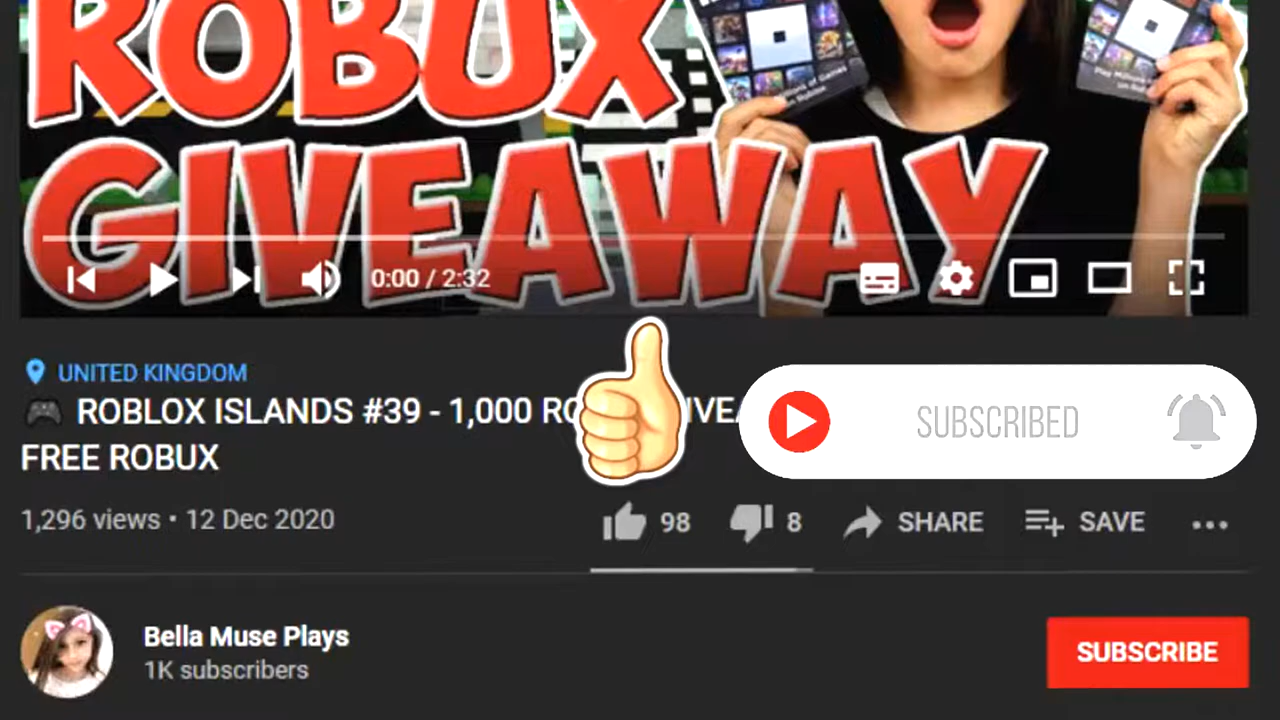 ROBUX
GIVEAWAY
0:00 / 2:32
UNITED KINGDOM
ROBLOX ISLANDS #39 - 1,000
FREE ROBUX
SUBSCRIBED
1,296 views • 12 Dec 2020
98
8
SHARE
SAVE
Bella Muse Plays
1K subscribers
SUBSCRIBE